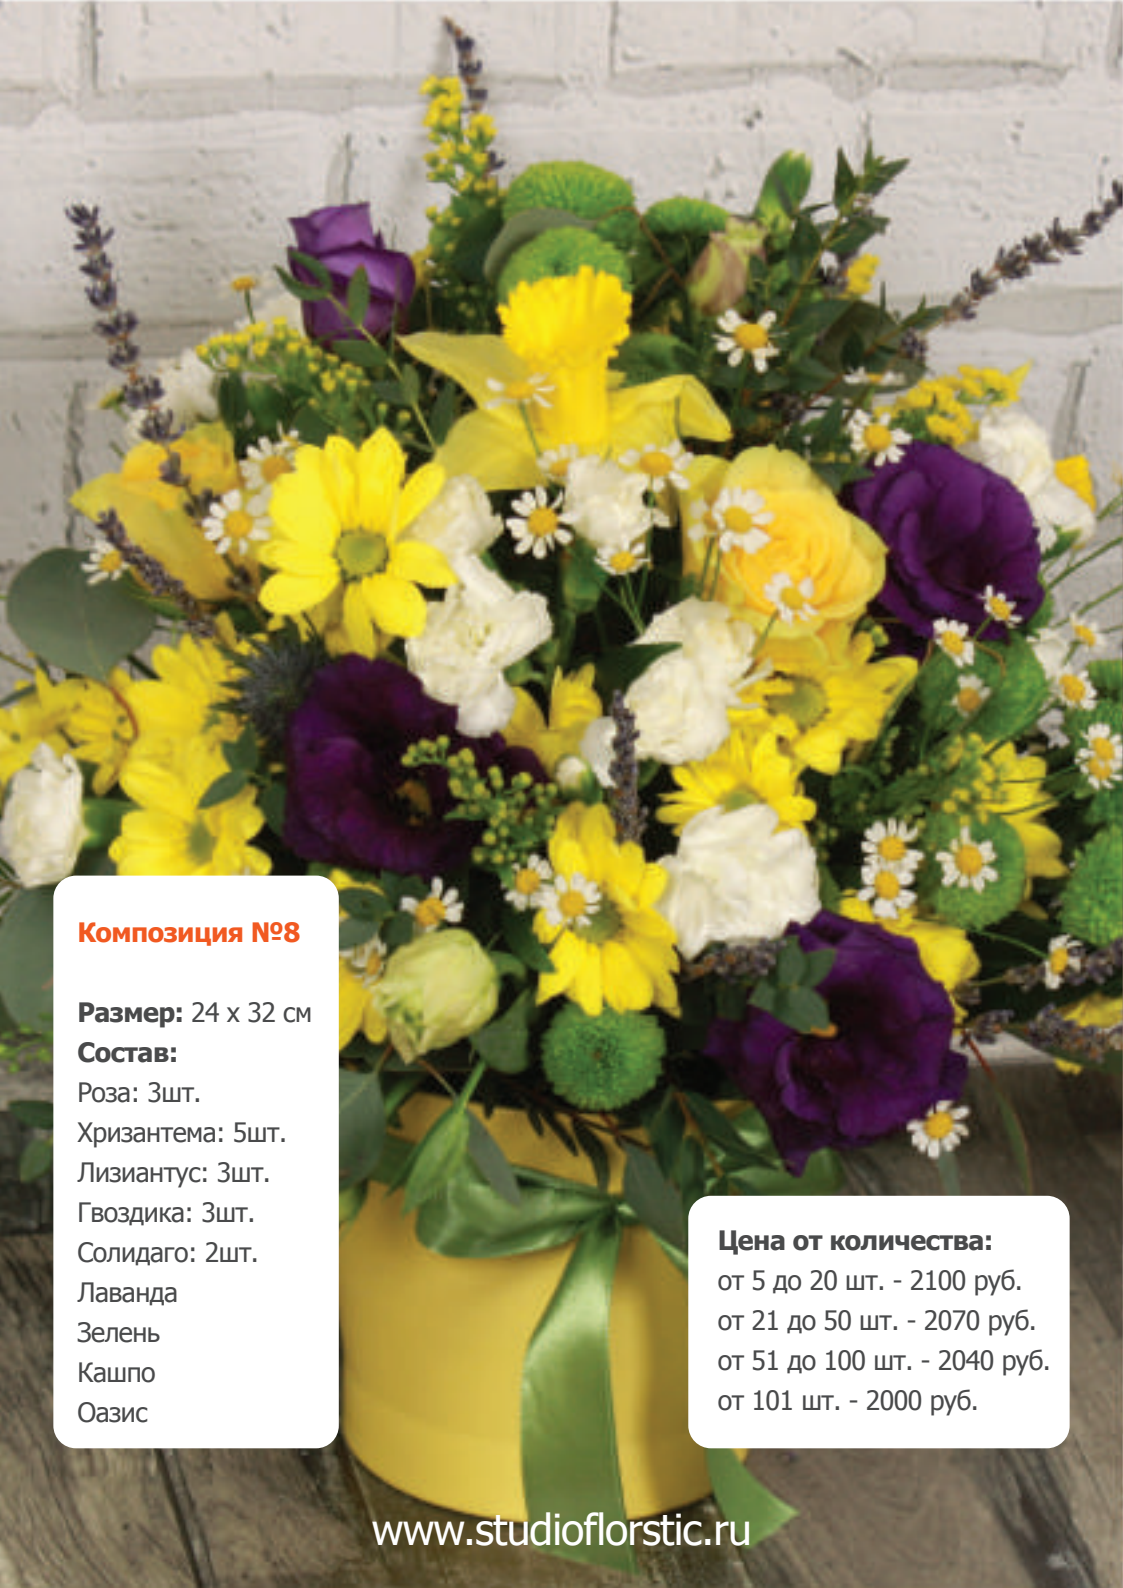 Композиция №8
Размер: 24 x 32 см
Состав:
Роза: 3шт.
Хризантема: 5шт.
Лизиантус: 3шт.
Гвоздика: 3шт.
Солидаго: 2шт.
Лаванда
Зелень
Кашпо
Оазис
Цена от количества:
от 5 до 20 шт. - 2100 руб.
от 21 до 50 шт. - 2070 руб.
от 51 до 100 шт. - 2040 руб.
от 101 шт. - 2000 руб.
www.studioflorstic.ru